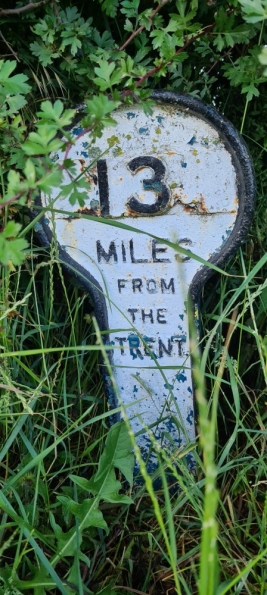 13
MILES
FROM
THE
TRENT